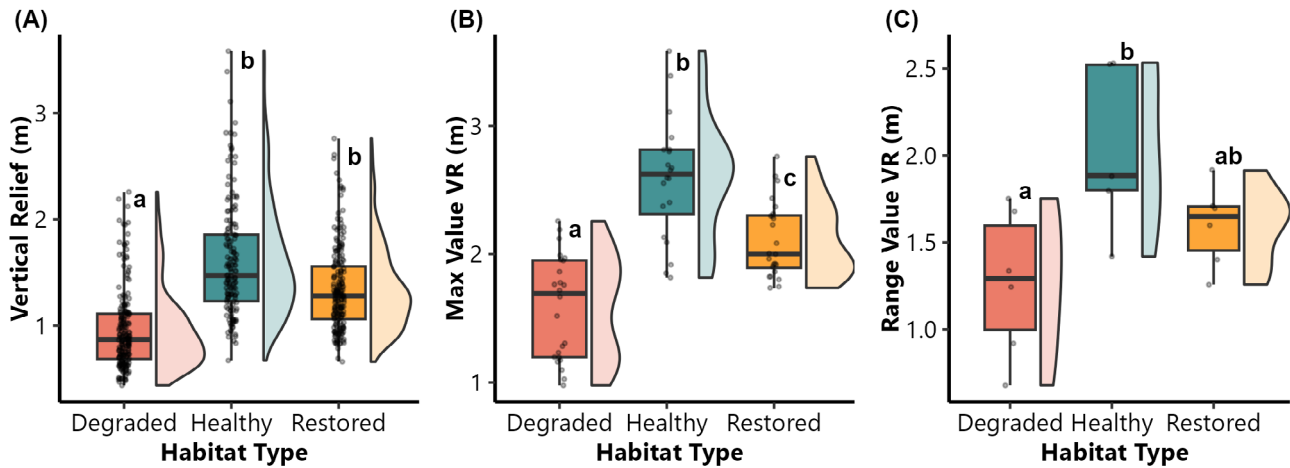 (A)
Vertical Relief (m)
3
2
1
a
b
b
Degraded Healthy Restored
Habitat Type
(B)
Max Value VR (m)
3
2
1
a
b
c
Degraded Healthy Restored
Habitat Type
(C)
Range Value VR (m)
2.5
2.0
1.5
1.0
a
b
ab
Degraded Healthy Restored
Habitat Type